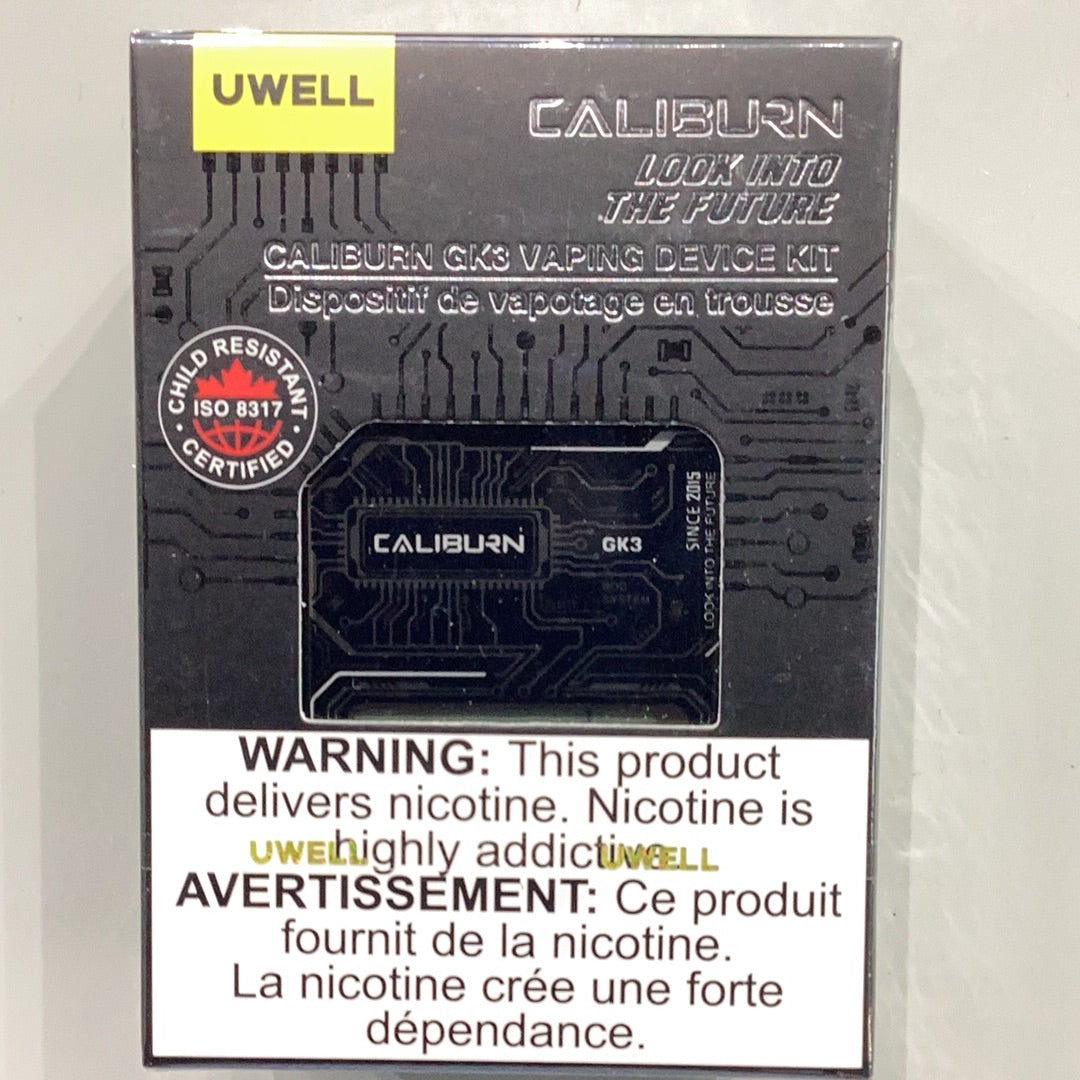 UWELL
CALIBURN
LOOK INTO
THE FUTURE
CALIBURN GK3 VAPING DEVICE KIT
Dispositif de vapotage en trousse
CHILD RESISTANT
ISO 8317
CERTIFIED
CALIBURN
GK3
SINCE 2015
LOOK INTO THE FUTURE
POD
SYSTEM
WARNING: This product
delivers nicotine. Nicotine is
highly addictive.
UWELL UWELL
AVERTISSEMENT: Ce produit
fournit de la nicotine.
La nicotine crée une forte
dépendance.